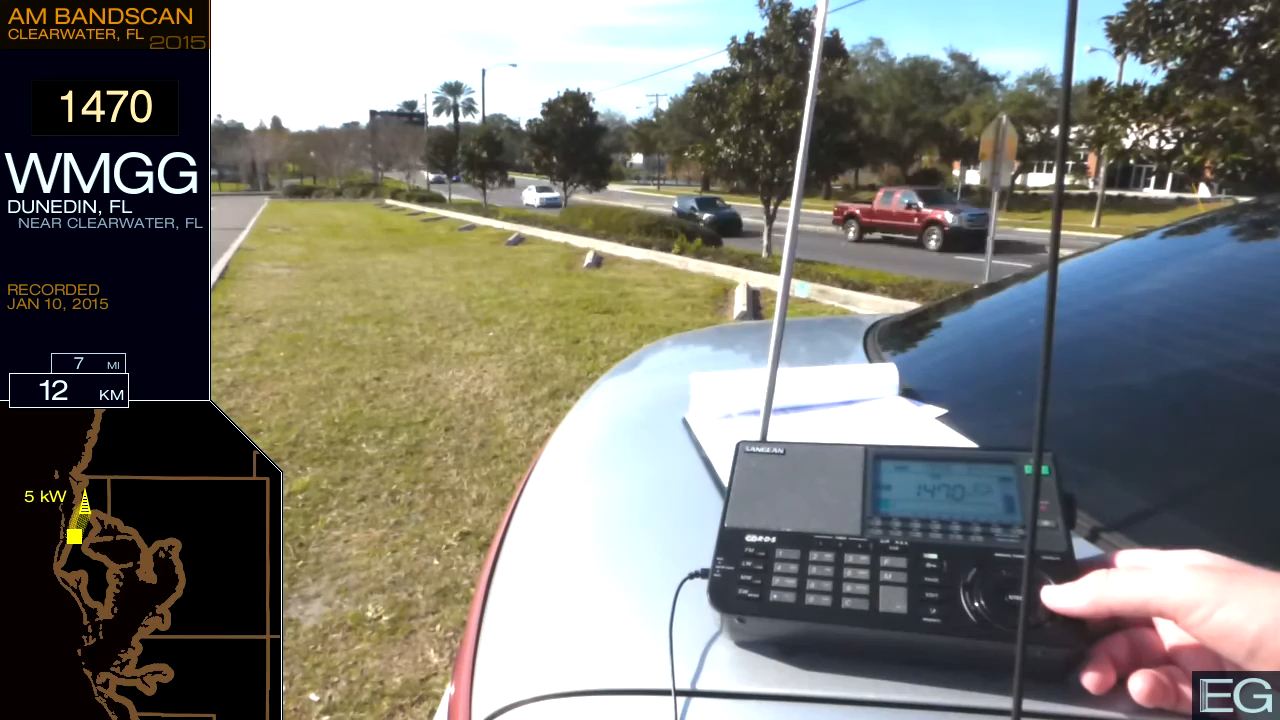 AM BANDSCAN
CLEARWATER, FL
2015
1470
WMGG
DUNEDIN, FL
NEAR CLEARWATER, FL
RECORDED
JAN 10, 2015
7 MI
12 KM
5 kW
SANGEAN
1470
RDS
EG